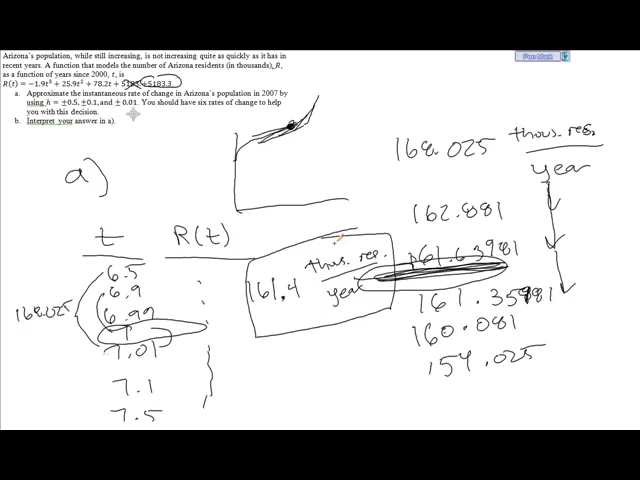 Arizona's population, while still increasing, is not increasing quite as quickly as it has in
recent years. A function that models the number of Arizona residents (in thousands), R,
as a function of years since 2000, t, is
R(t) = −1.9t³ + 25.9t² + 78.2t + 5183.3
a. Approximate the instantaneous rate of change in Arizona's population in 2007 by
using h = ±0.5, ±0.1, and ± 0.01. You should have six rates of change to help
you with this decision.
b. Interpret your answer in a).
Pen Mark
a)
168.025 thous. res.
year
162.881
t R(t)
161.63981
161.4 thous. res.
year
161.35981
160.081
154.025
168.025
6.5
6.9
6.99
7
7.01
7.1
7.5